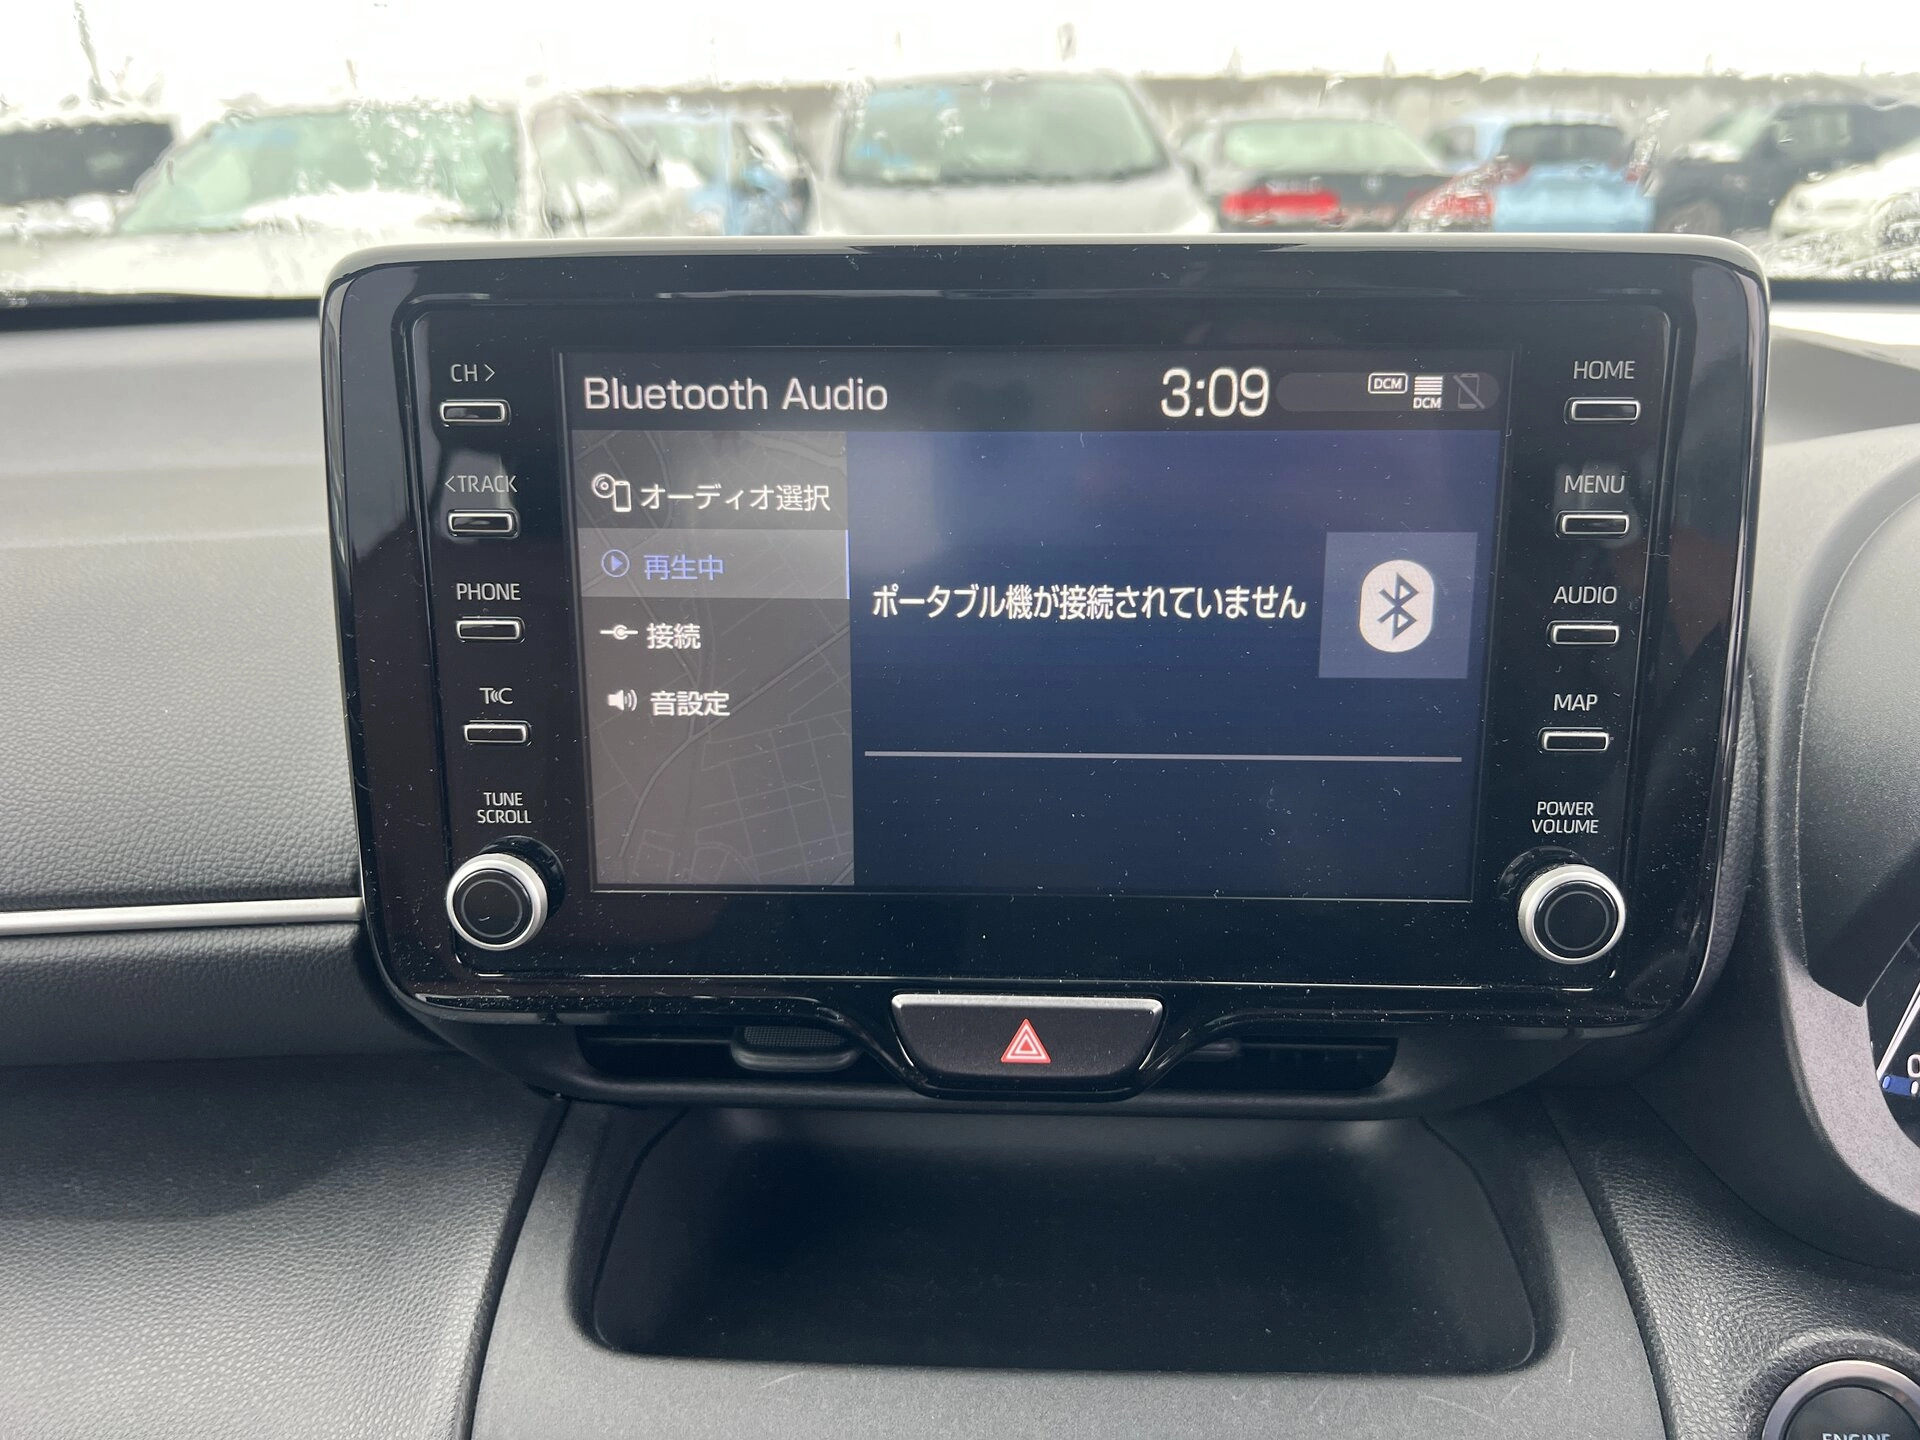 CH >
<TRACK
PHONE
T C
TUNE
SCROLL
Bluetooth Audio
3:09
DCM
DCM
オーディオ選択
再生中
接続
音設定
ポータブル機が接続されていません
HOME
MENU
AUDIO
MAP
POWER
VOLUME
0
ENGINE